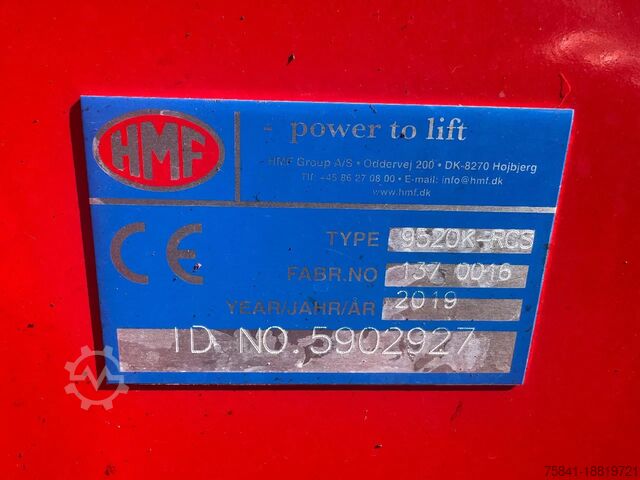 HMF
- power to lift
HMF Group A/S • Oddervej 200 • DK-8270 Højbjerg
Tlf: +45 86 27 08 00 • E-mail: info@hmf.dk
www.hmf.dk
CE
TYPE 9520K-RCS
FABR.NO 137 0016
YEAR/JAHR/ÅR 2019
ID NO. 5902927
75841-18819721